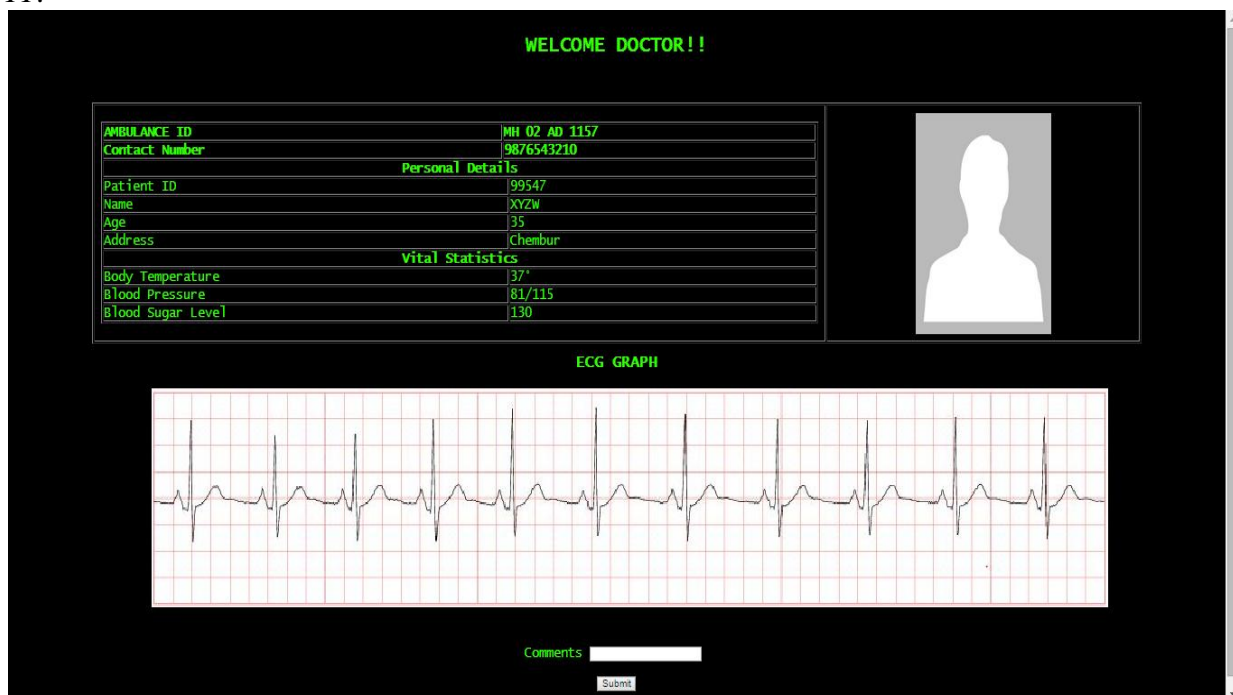 WELCOME DOCTOR!!
AMBULANCE ID MH 02 AD 1157
Contact Number 9876543210
Personal Details
Patient ID 99547
Name XYZW
Age 35
Address Chembur
Vital Statistics
Body Temperature 37'
Blood Pressure 81/115
Blood Sugar Level 130
ECG GRAPH
Comments
Submit